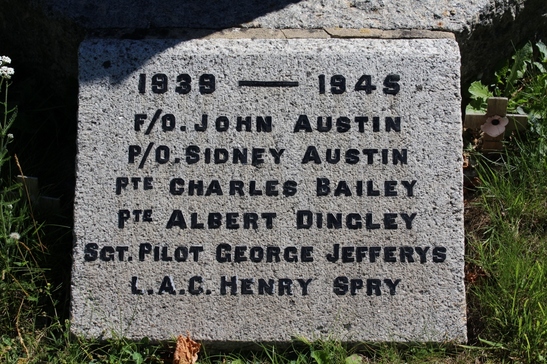 1939 — 1945
F/O. JOHN AUSTIN
P/O. SIDNEY AUSTIN
PTE CHARLES BAILEY
PTE ALBERT DINGLEY
SGT. PILOT GEORGE JEFFERYS
L.A.C. HENRY SPRY